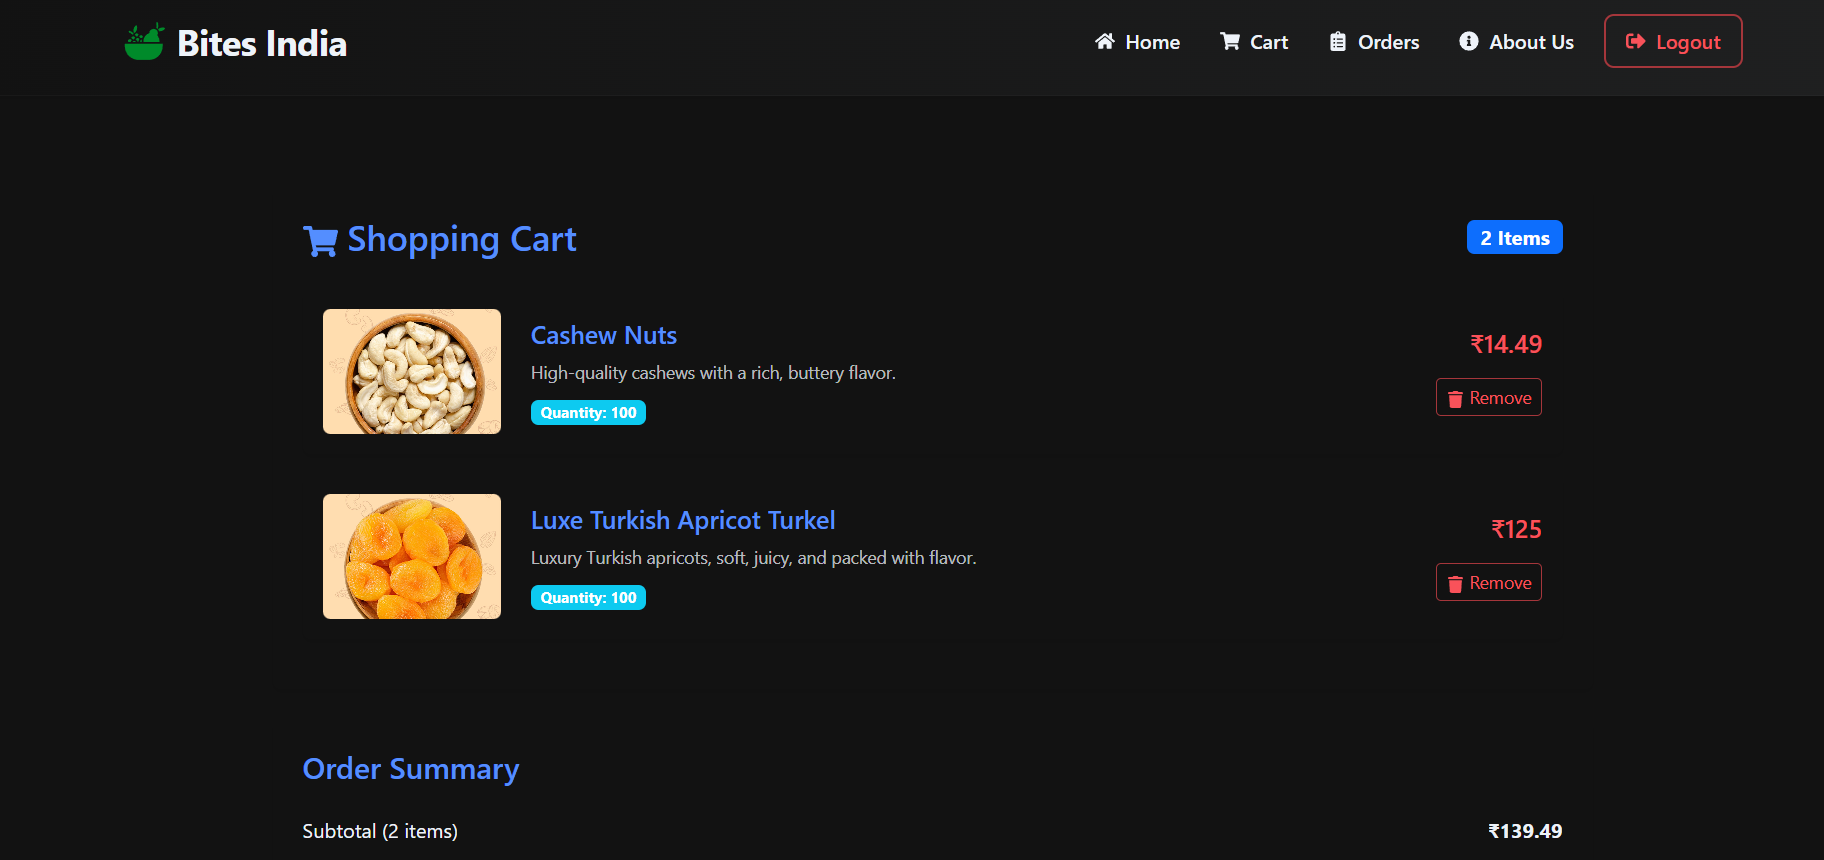 Bites India
Home Cart Orders About Us Logout
Shopping Cart
2 Items
Cashew Nuts
High-quality cashews with a rich, buttery flavor.
Quantity: 100
₹14.49
Remove
Luxe Turkish Apricot Turkel
Luxury Turkish apricots, soft, juicy, and packed with flavor.
Quantity: 100
₹125
Remove
Order Summary
Subtotal (2 items) ₹139.49